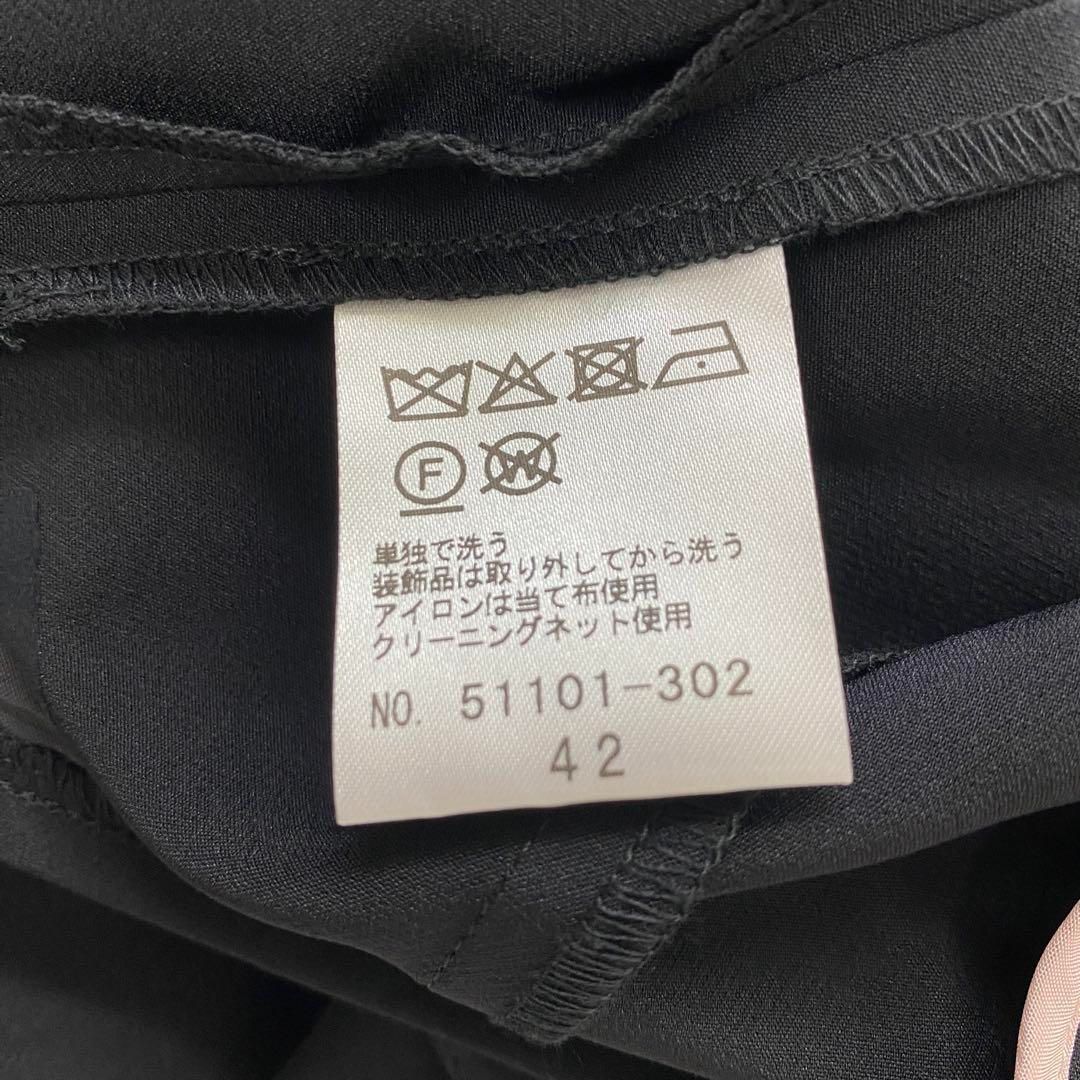 F W
単独で洗う
装飾品は取り外してから洗う
アイロンは当て布使用
クリーニングネット使用
NO. 51101-302
42